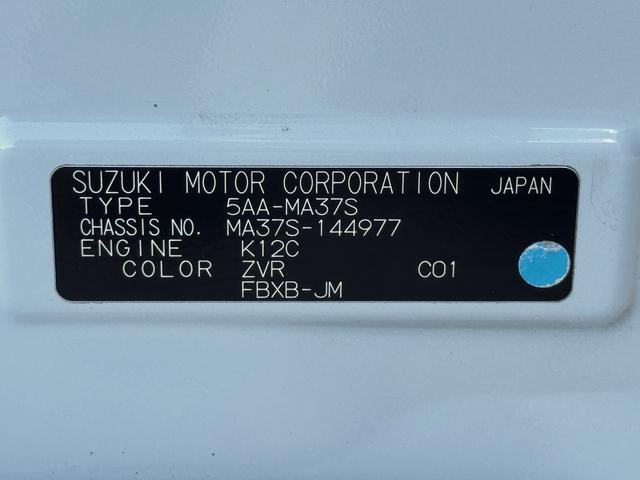 SUZUKI MOTOR CORPORATION JAPAN
TYPE 5AA-MA37S
CHASSIS NO. MA37S-144977
ENGINE K12C
COLOR ZVR C01
FBXB-JM